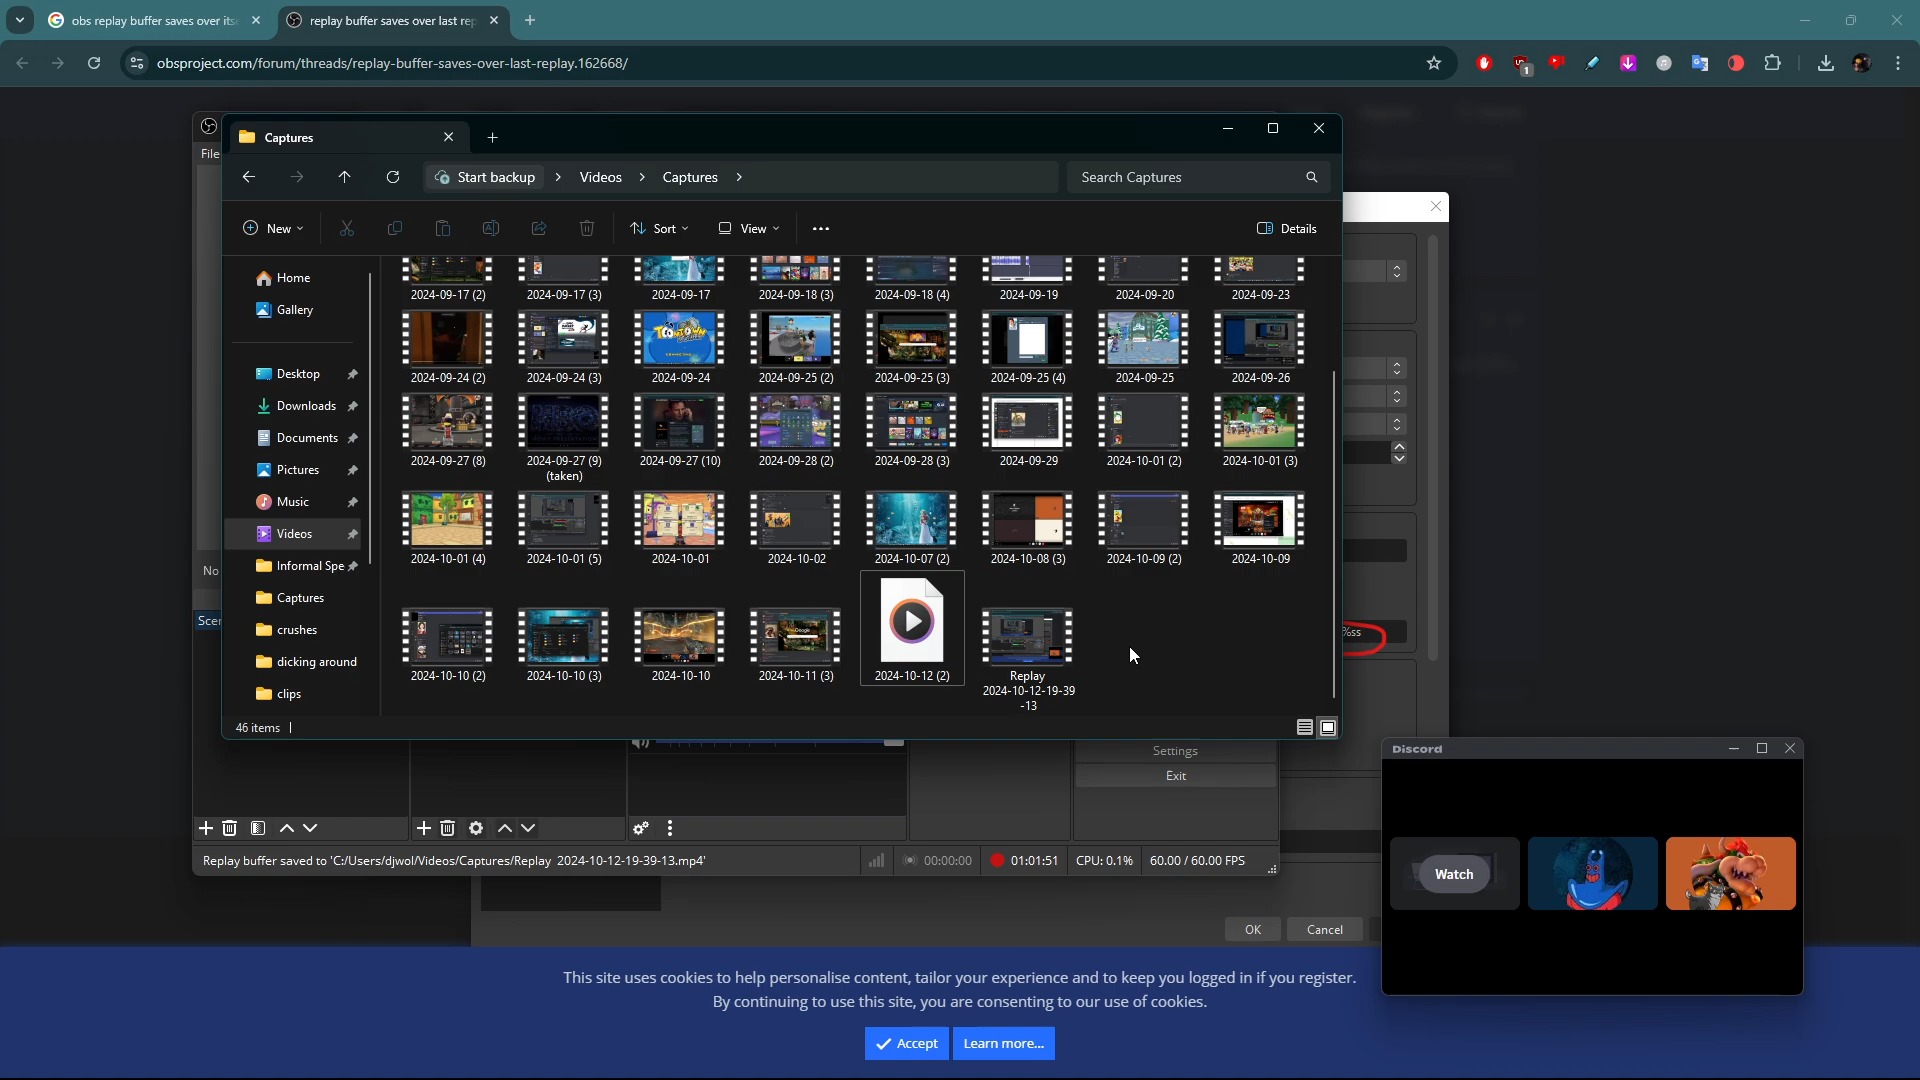 obs replay buffer saves over its
replay buffer saves over last rep
obsproject.com/forum/threads/replay-buffer-saves-over-last-replay.162668/
1
Captures
File
Start backup
Videos
Captures
Search Captures
New
Sort
View
Details
Home
Gallery
Desktop
Downloads
Documents
Pictures
Music
Videos
Informal Spe
Captures
crushes
dicking around
clips
2024-09-17 (2)
2024-09-17 (3)
2024-09-17
2024-09-18 (3)
2024-09-18 (4)
2024-09-19
2024-09-20
2024-09-23
2024-09-24 (2)
2024-09-24 (3)
2024-09-24
2024-09-25 (2)
2024-09-25 (3)
2024-09-25 (4)
2024-09-25
2024-09-26
2024-09-27 (8)
2024-09-27 (9)
(taken)
2024-09-27 (10)
2024-09-28 (2)
2024-09-28 (3)
2024-09-29
2024-10-01 (2)
2024-10-01 (3)
2024-10-01 (4)
2024-10-01 (5)
2024-10-01
2024-10-02
2024-10-07 (2)
2024-10-08 (3)
2024-10-09 (2)
2024-10-09
2024-10-10 (2)
2024-10-10 (3)
2024-10-10
2024-10-11 (3)
2024-10-12 (2)
Replay
2024-10-12-19-39
-13
46 items
No
Scen
%ss
Settings
Exit
Replay buffer saved to 'C:/Users/djwol/Videos/Captures/Replay 2024-10-12-19-39-13.mp4'
00:00:00
01:01:51
CPU: 0.1%
60.00 / 60.00 FPS
OK
Cancel
Discord
Watch
This site uses cookies to help personalise content, tailor your experience and to keep you logged in if you register.
By continuing to use this site, you are consenting to our use of cookies.
Accept
Learn more...